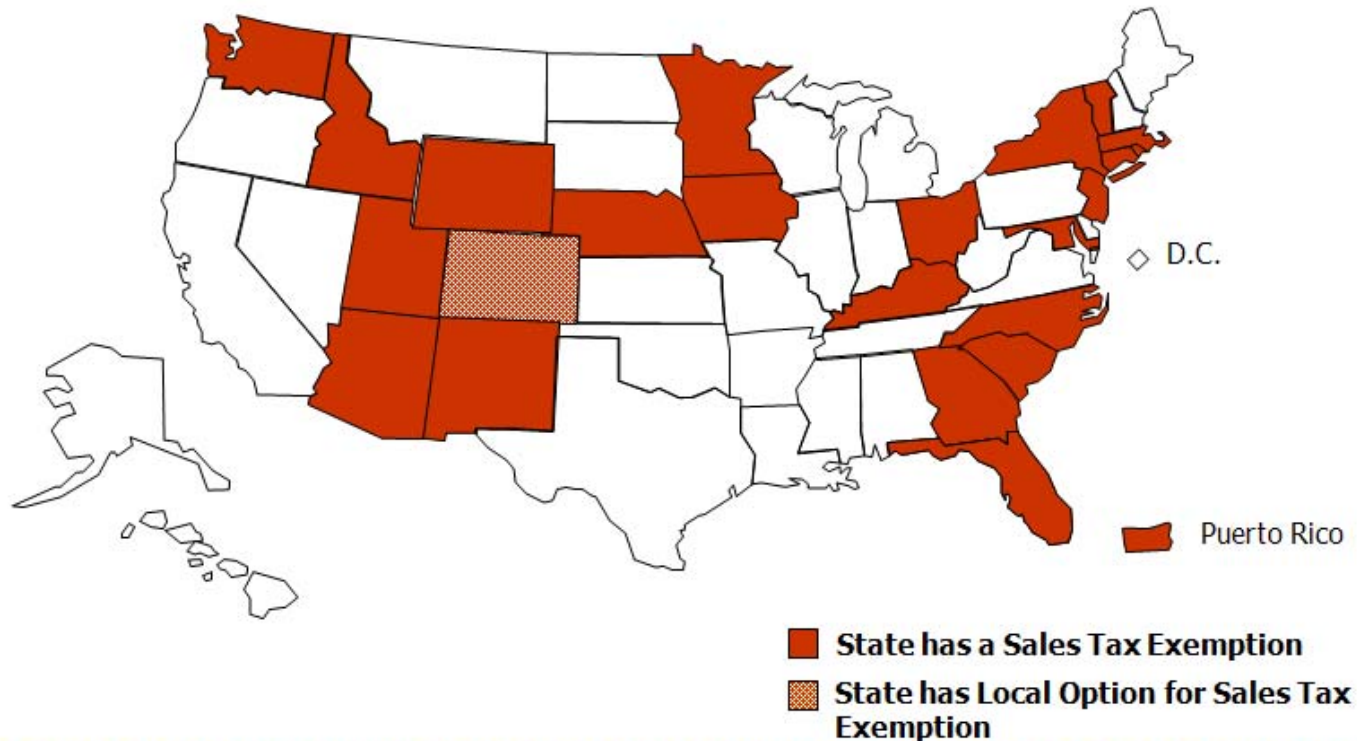 D.C.
Puerto Rico
State has a Sales Tax Exemption
State has Local Option for Sales Tax
Exemption